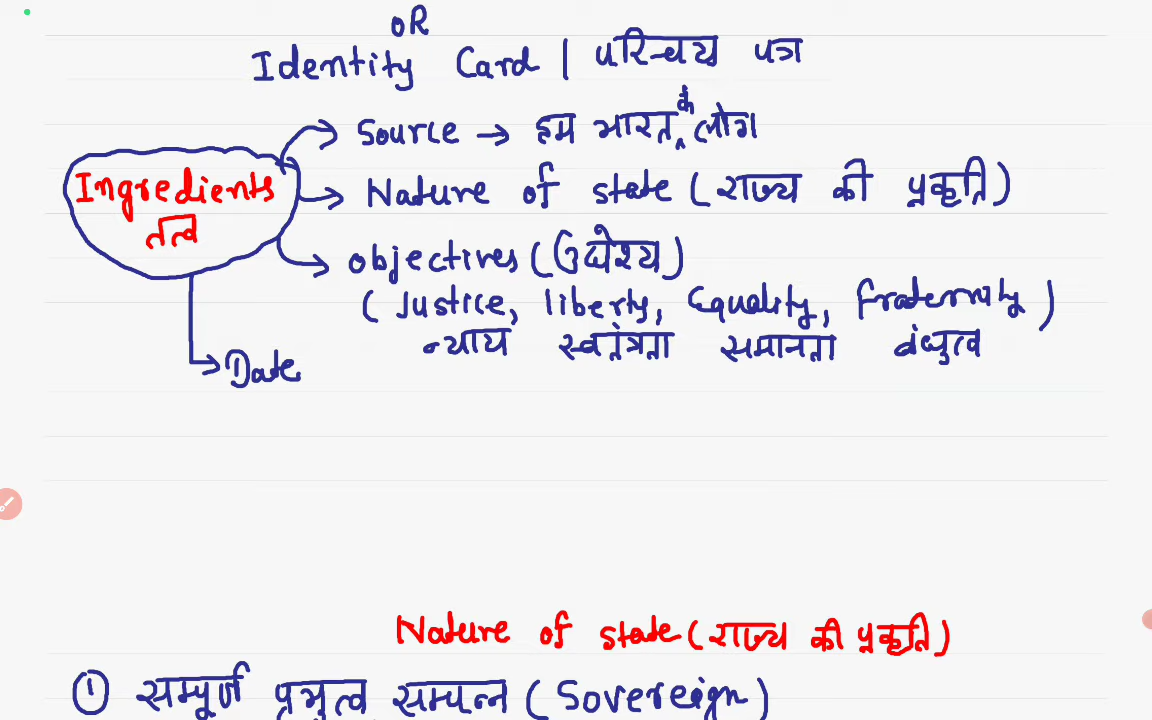 OR
Identity Card | परिचय पत्र
Source → हम भारत के लोग
Ingredients
तत्व
Nature of state (राज्य की प्रकृति)
Objectives (उद्देश्य)
(Justice, liberty, Equality, fraternity)
न्याय स्वतंत्रता समानता बंधुत्व
Date
Nature of state (राज्य की प्रकृति)
① सम्पूर्ण प्रभुत्व सम्पन्न (Sovereign)